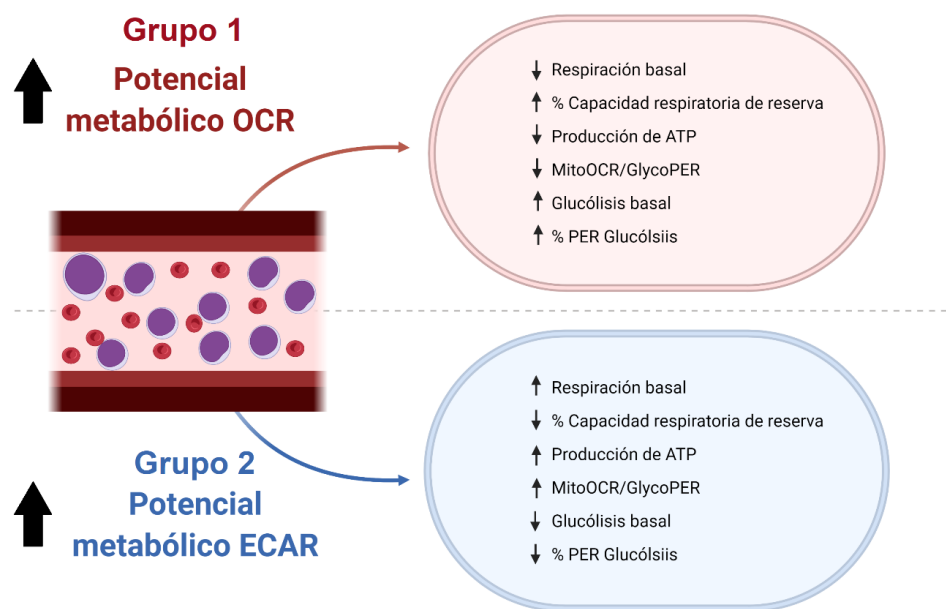 Grupo 1
Potencial
metabólico OCR
Respiración basal
% Capacidad respiratoria de reserva
Producción de ATP
MitoOCR/GlycoPER
Glucólisis basal
% PER Glucólsiis
Grupo 2
Potencial
metabólico ECAR
Respiración basal
% Capacidad respiratoria de reserva
Producción de ATP
MitoOCR/GlycoPER
Glucólisis basal
% PER Glucólsiis